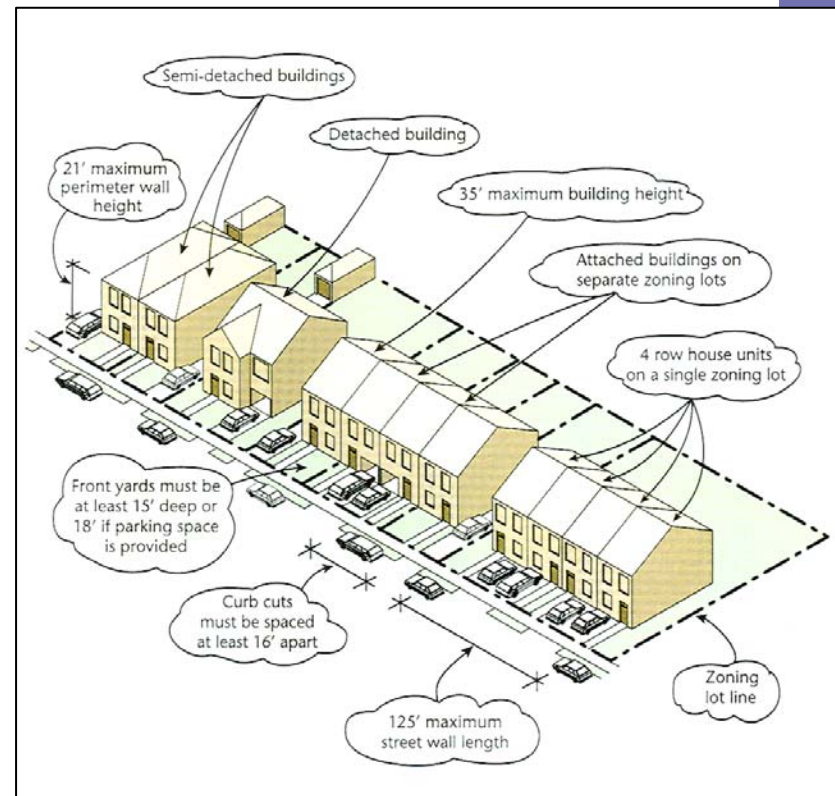 Semi-detached buildings
Detached building
21' maximum
perimeter wall
height
35' maximum building height
Attached buildings on
separate zoning lots
4 row house units
on a single zoning lot
Front yards must be
at least 15' deep or
18' if parking space
is provided
Curb cuts
must be spaced
at least 16' apart
125' maximum
street wall length
Zoning
lot line